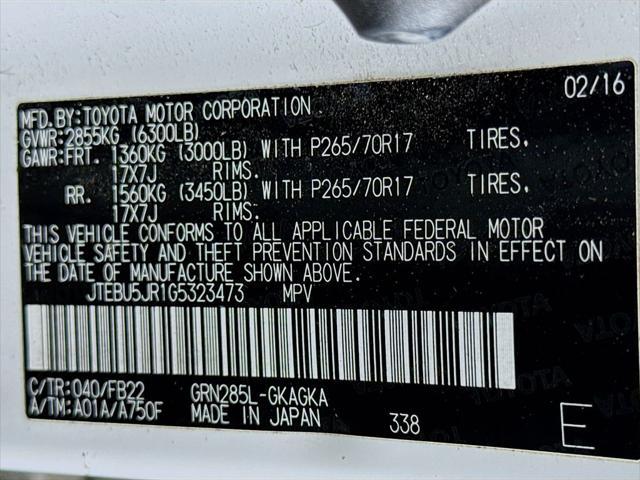 02/16
MFD.BY:TOYOTA MOTOR CORPORATION
GVWR:2855KG (6300LB)
GAWR:FRT. 1360KG (3000LB) WITH P265/70R17 TIRES.
17X7J RIMS.
RR. 1560KG (3450LB) WITH P265/70R17 TIRES.
17X7J RIMS.
THIS VEHICLE CONFORMS TO ALL APPLICABLE FEDERAL MOTOR
VEHICLE SAFETY AND THEFT PREVENTION STANDARDS IN EFFECT ON
THE DATE OF MANUFACTURE SHOWN ABOVE.
JTEBU5JR1G5323473 MPV
C/TR:040/FB22 GRN285L-GKAGKA
A/TM:A01A/A750F MADE IN JAPAN 338 E